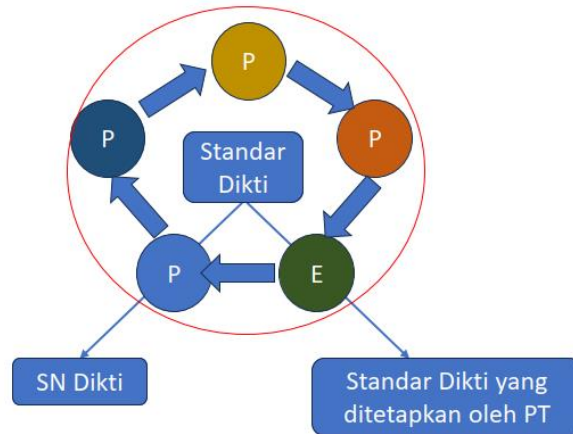 P
P
P
Standar
Dikti
P
E
SN Dikti
Standar Dikti yang
ditetapkan oleh PT